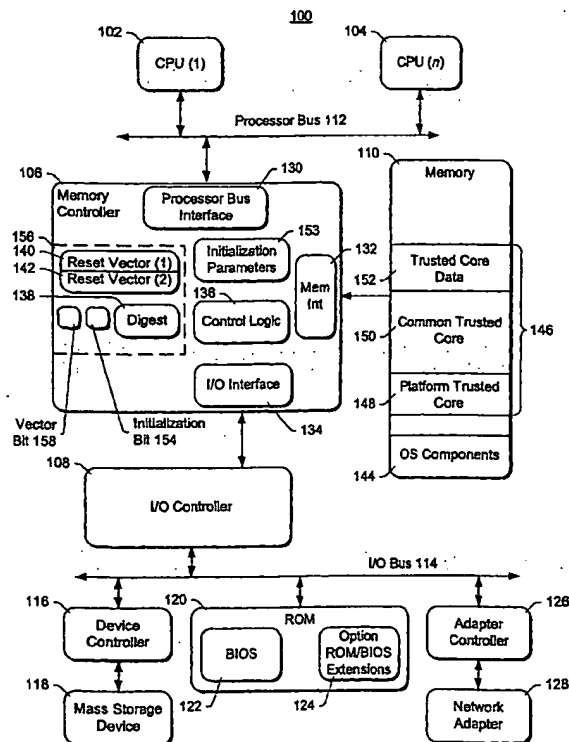 100
102
104
CPU (1)
CPU (n)
Processor Bus 112
106
130
110
Memory Controller
Processor Bus Interface
Memory
156
153
132
140
Reset Vector (1)
Initialization Parameters
142
Reset Vector (2)
Mem Int
152
Trusted Core Data
138
136
146
Digest
Control Logic
150
Common Trusted Core
I/O Interface
148
Platform Trusted Core
Vector Bit 158
Initialization Bit 154
134
108
144
OS Components
I/O Controller
I/O Bus 114
116
120
126
Device Controller
ROM
Adapter Controller
BIOS
Option ROM/BIOS Extensions
118
122
124
128
Mass Storage Device
Network Adapter